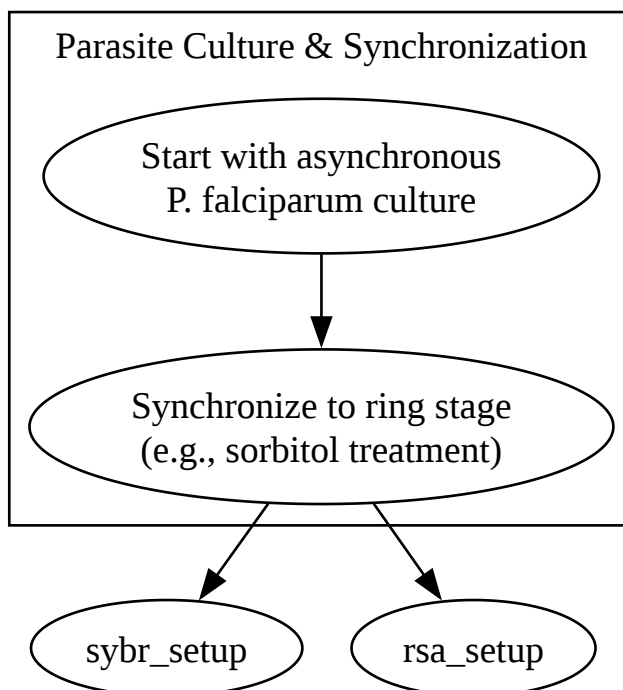 Parasite Culture & Synchronization
Start with asynchronous
P. falciparum culture
Synchronize to ring stage
(e.g., sorbitol treatment)
sybr_setup
rsa_setup